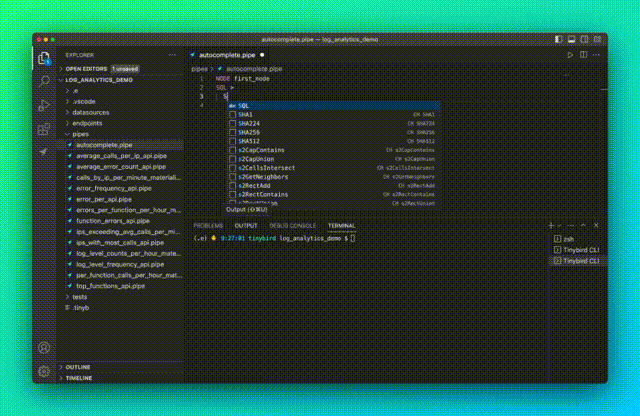 autocomplete.pipe — log_analytics_demo
EXPLORER
autocomplete.pipe
OPEN EDITORS 1 unsaved
pipes > autocomplete.pipe
LOG_ANALYTICS_DEMO
.e
.vscode
datasources
endpoints
pipes
autocomplete.pipe
average_calls_per_ip_api.pipe
average_error_count_api.pipe
calls_by_ip_per_minute_materiali...
error_frequency_api.pipe
error_per_api.pipe
errors_per_function_per_hour_m...
function_errors_api.pipe
ips_exceeding_avg_calls_per_mi...
ips_with_most_calls_api.pipe
log_level_counts_per_hour_mate...
log_level_frequency_api.pipe
per_function_calls_per_hour_mat...
top_functions_api.pipe
tests
.tinyb
OUTLINE
TIMELINE
1 NODE first_node
2 SQL >
3 S
4
abc SQL
SHA1 CH SHA1
SHA224 CH SHA224
SHA256 CH SHA256
SHA512 CH SHA512
s2CapContains CH s2CapContains
s2CapUnion CH s2CapUnion
s2CellsIntersect CH s2CellsIntersect
s2GetNeighbors CH s2GetNeighbors
s2RectAdd CH s2RectAdd
s2RectContains CH s2RectContains
s2RectUnion CH s2RectUnion
Output (⇧⌘U)
PROBLEMS OUTPUT DEBUG CONSOLE TERMINAL
(.e) 9:27:01 tinybird log_analytics_demo $
zsh
Tinybird CLI
Tinybird CLI